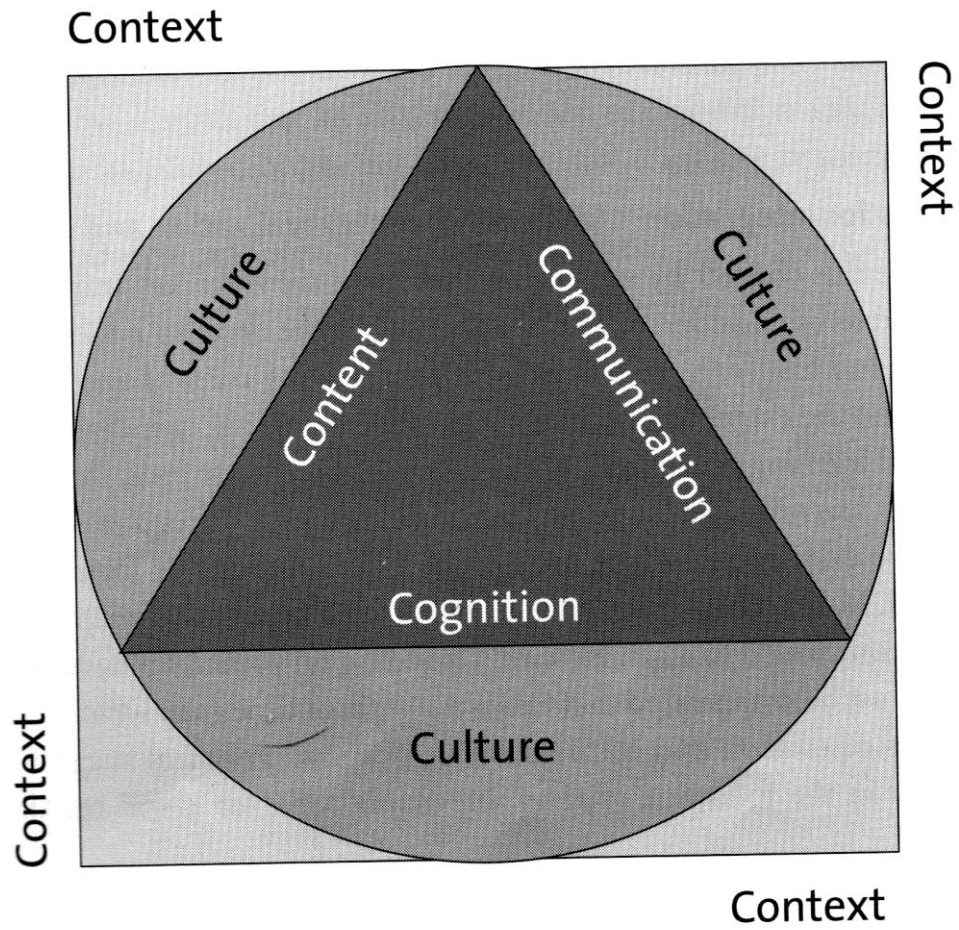 Context
Context
Culture
Culture
Content
Communication
Cognition
Culture
Context
Context